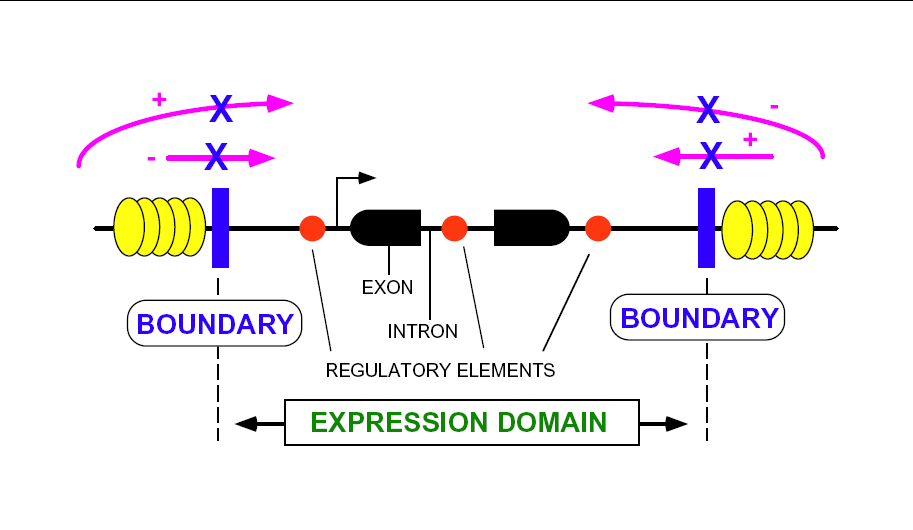 +
-
X
X
-
+
X
X
EXON
INTRON
BOUNDARY
BOUNDARY
REGULATORY ELEMENTS
EXPRESSION DOMAIN